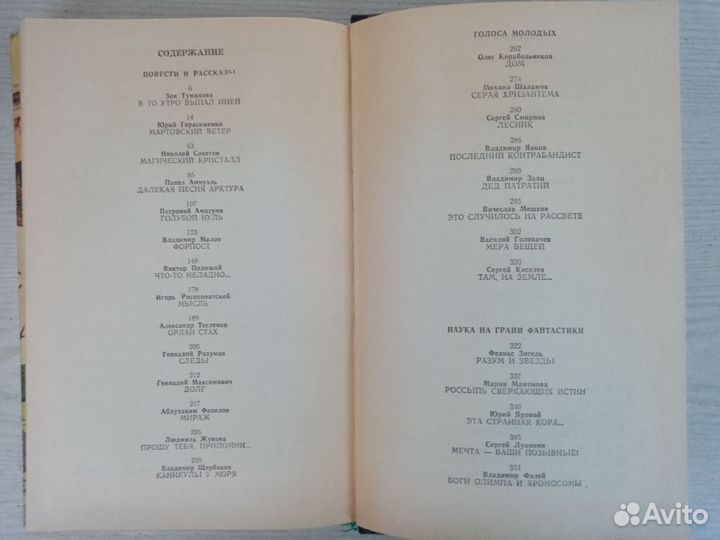 СОДЕРЖАНИЕ
ПОВЕСТИ И РАССКАЗЫ
6
Зоя Туманова
В ТО УТРО ВЫПАЛ ИНЕЙ
14
Юрий Герасименко
МАРТОВСКИЙ ВЕТЕР
63
Николай Советов
МАГИЧЕСКИЙ КРИСТАЛЛ
85
Павел Амнуэль
ДАЛЕКАЯ ПЕСНЯ АРКТУРА
107
Петроний Аматуни
ГОЛУБОЙ НУЛЬ
123
Владимир Малов
ФОРПОСТ
148
Виктор Положий
ЧТО-ТО НЕЛАДНО...
178
Игорь Росоховатский
МЫСЛЬ
189
Александр Тесленко
ОРЛАН СТАХ
206
Геннадий Разумов
СЛЕДЫ
212
Геннадий Максимович
ДОЛГ
217
Абдухаким Фазилов
МИРАЖ
226
Людмила Жукова
ПРОШУ ТЕБЯ, ПРИПОМНИ...
236
Владимир Щербаков
КАНИКУЛЫ У МОРЯ
ГОЛОСА МОЛОДЫХ
262
Олег Корабельников
ДОМ
274
Михаил Шаламов
СЕРАЯ ХРИЗАНТЕМА
280
Сергей Смирнов
ЛЕСНИК
286
Владимир Янков
ПОСЛЕДНИЙ КОНТРАБАНДИСТ
289
Владимир Заяц
ДЕД ПАТРАТИЙ
295
Вячеслав Мешков
ЭТО СЛУЧИЛОСЬ НА РАССВЕТЕ
302
Василий Головачев
МЕРА ВЕЩЕЙ
320
Сергей Киселев
ТАМ, НА ЗЕМЛЕ...
НАУКА НА ГРАНИ ФАНТАСТИКИ
322
Феликс Зигель
РАЗУМ И ЗВЕЗДЫ
337
Мария Мамонова
РОССЫПЬ СВЕРКАЮЩИХ ИСТИН
340
Юрий Яровой
ЭТА СТРАННАЯ КОРА...
345
Сергей Лукнин
МЕЧТА — ВАШИ ПОЗЫВНЫЕ!
351
Владимир Фалей
БОГИ ОЛИМПА И ХРОМОСОМЫ
Avito